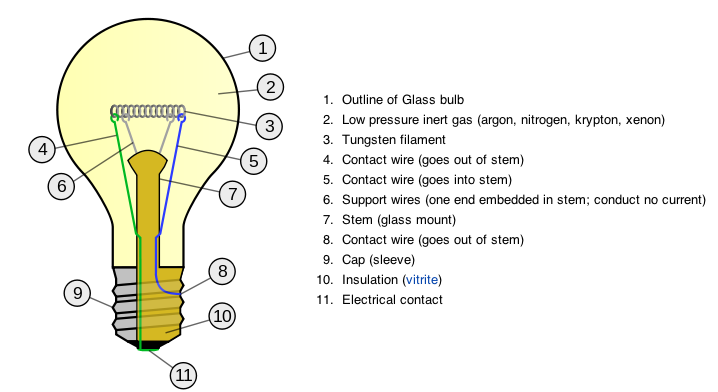 1
2
3
4
5
6
7
8
9
10
11
1. Outline of Glass bulb
2. Low pressure inert gas (argon, nitrogen, krypton, xenon)
3. Tungsten filament
4. Contact wire (goes out of stem)
5. Contact wire (goes into stem)
6. Support wires (one end embedded in stem; conduct no current)
7. Stem (glass mount)
8. Contact wire (goes out of stem)
9. Cap (sleeve)
10. Insulation (vitrite)
11. Electrical contact